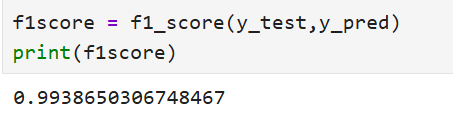 f1score = f1_score(y_test,y_pred)
print(f1score)
0.9938650306748467